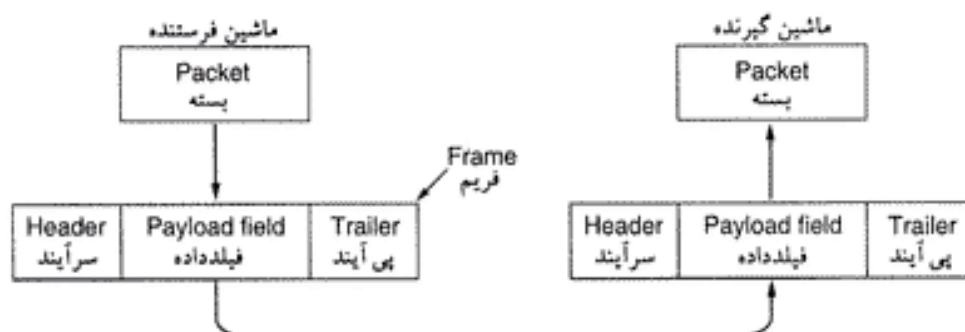 ماشین فرستنده
Packet
بسته
Frame
فریم
Header
سرآیند
Payload field
فیلدداده
Trailer
پی آیند
ماشین گیرنده
Packet
بسته
Header
سرآیند
Payload field
فیلدداده
Trailer
پی آیند